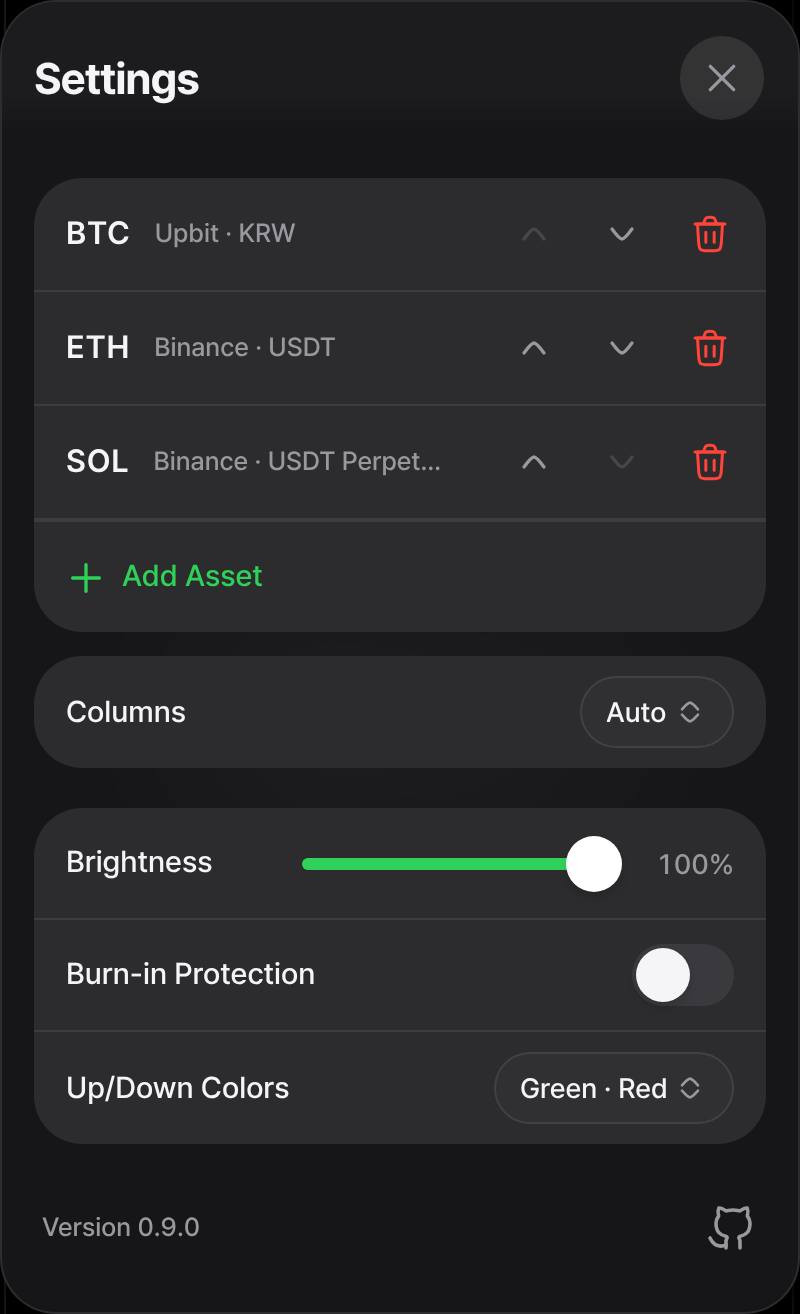 Settings
BTC Upbit · KRW
ETH Binance · USDT
SOL Binance · USDT Perpet...
Add Asset
Columns Auto
Brightness 100%
Burn-in Protection
Up/Down Colors Green · Red
Version 0.9.0